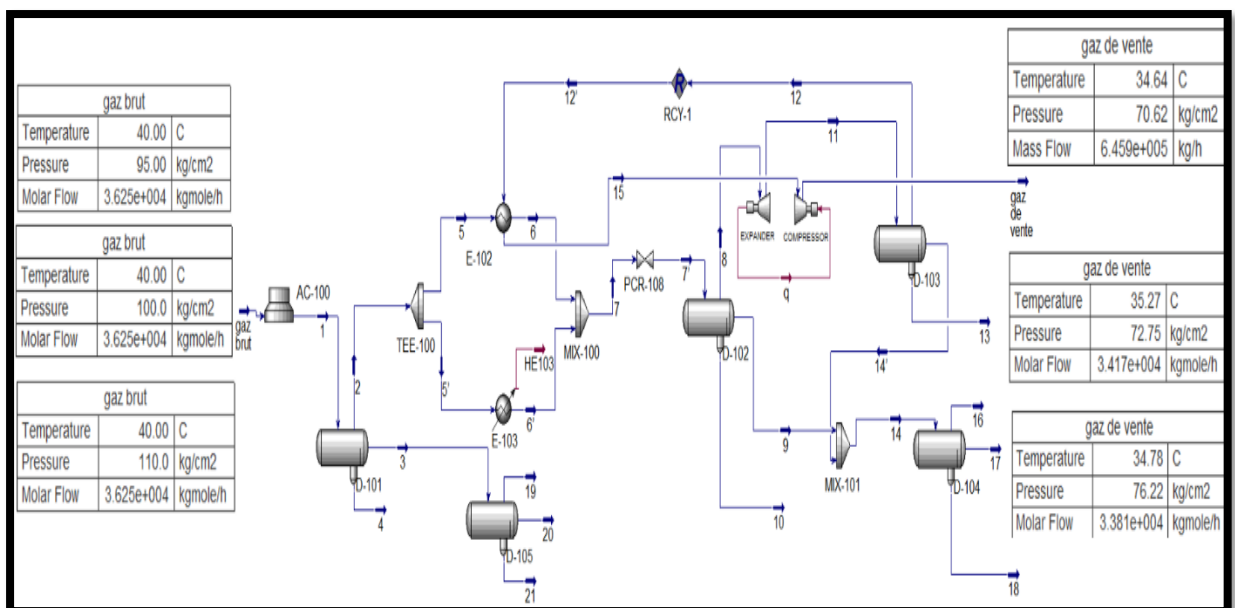 gaz brut
Temperature 40.00 C
Pressure 95.00 kg/cm2
Molar Flow 3.625e+004 kgmole/h
gaz brut
Temperature 40.00 C
Pressure 100.0 kg/cm2
Molar Flow 3.625e+004 kgmole/h
gaz brut
Temperature 40.00 C
Pressure 110.0 kg/cm2
Molar Flow 3.625e+004 kgmole/h
gaz
brut
AC-100
1
2
D-101
3
4
19
20
D-105
21
TEE-100
5
5'
E-102
6
HE103
E-103
6'
MIX-100
7
PCR-108
7'
12'
RCY-1
12
15
8
11
EXPANDER
COMPRESSOR
q
D-102
9
10
D-103
13
14'
MIX-101
14
16
17
D-104
18
gaz
de
vente
gaz de vente
Temperature 34.64 C
Pressure 70.62 kg/cm2
Mass Flow 6.459e+005 kg/h
gaz de vente
Temperature 35.27 C
Pressure 72.75 kg/cm2
Molar Flow 3.417e+004 kgmole/h
gaz de vente
Temperature 34.78 C
Pressure 76.22 kg/cm2
Molar Flow 3.381e+004 kgmole/h